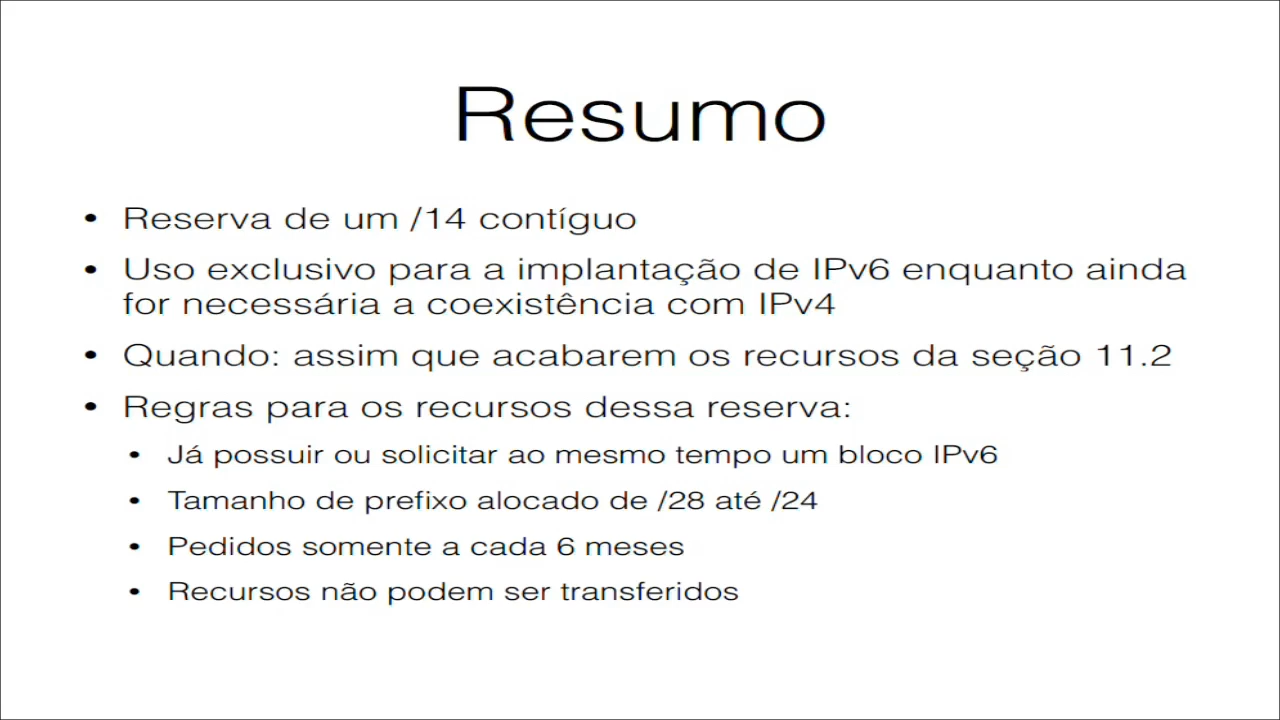 Resumo
• Reserva de um /14 contíguo
• Uso exclusivo para a implantação de IPv6 enquanto ainda
for necessária a coexistência com IPv4
• Quando: assim que acabarem os recursos da seção 11.2
• Regras para os recursos dessa reserva:
• Já possuir ou solicitar ao mesmo tempo um bloco IPv6
• Tamanho de prefixo alocado de /28 até /24
• Pedidos somente a cada 6 meses
• Recursos não podem ser transferidos